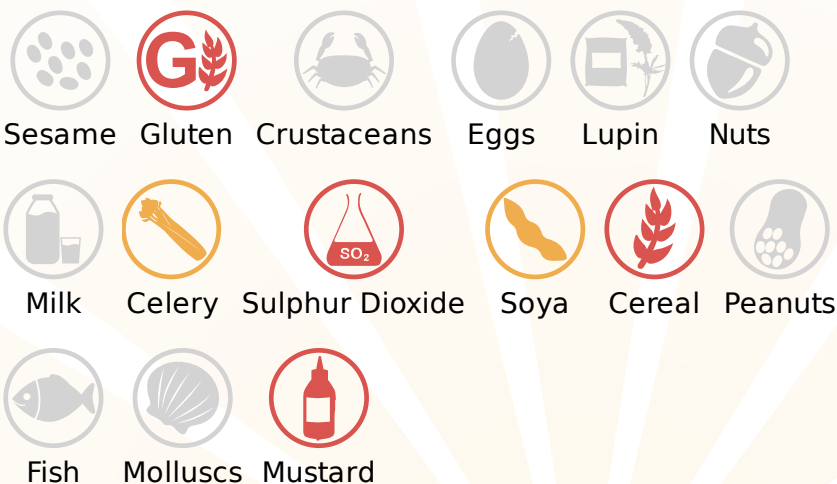 G
Sesame Gluten Crustaceans Eggs Lupin Nuts
SO₂
Milk Celery Sulphur Dioxide Soya Cereal Peanuts
Fish Molluscs Mustard